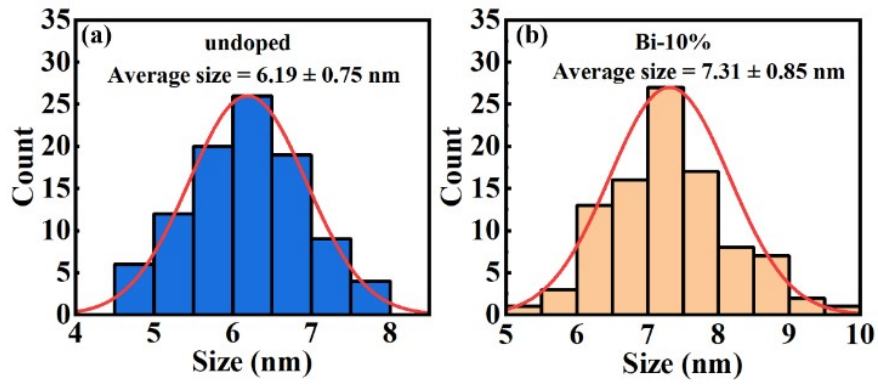 (a)
undoped
Average size = 6.19 ± 0.75 nm
Count
35
30
25
20
15
10
5
0
4 5 6 7 8
Size (nm)
(b)
Bi-10%
Average size = 7.31 ± 0.85 nm
Count
35
30
25
20
15
10
5
0
5 6 7 8 9 10
Size (nm)